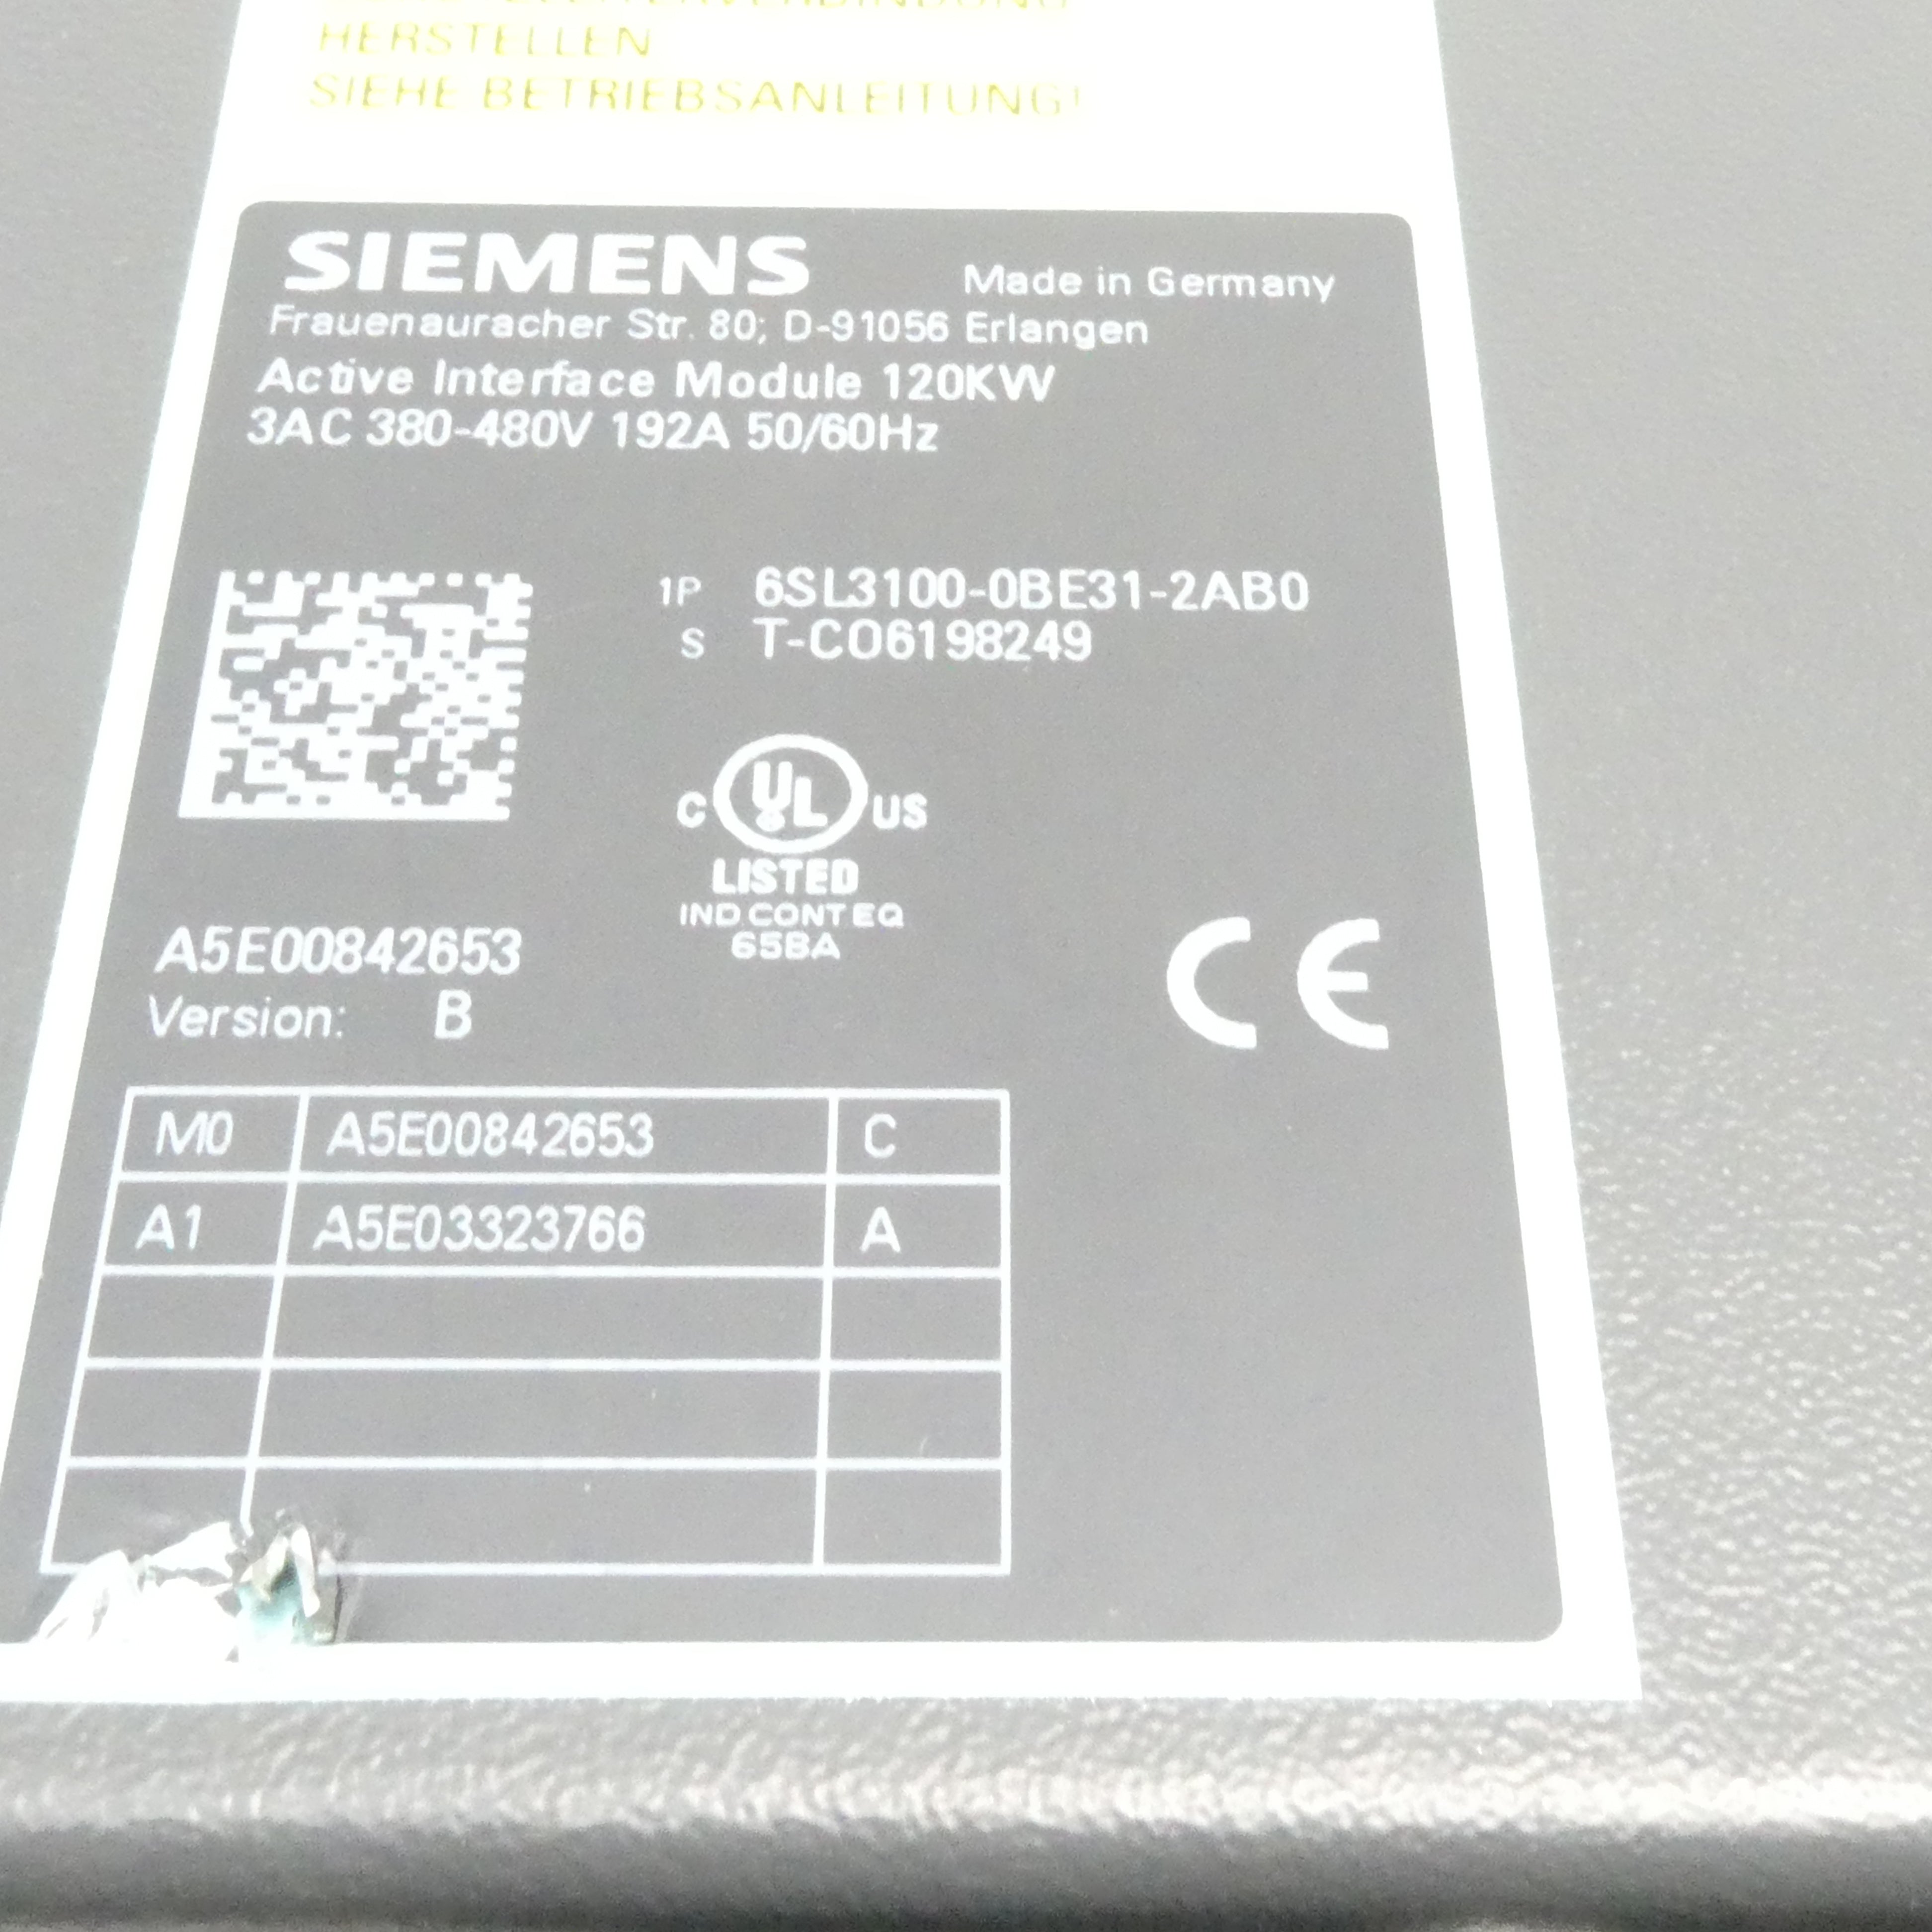 HERSTELLEN
SIEHE BETRIEBSANLEITUNG!
SIEMENS Made in Germany
Frauenauracher Str. 80; D-91056 Erlangen
Active Interface Module 120KW
3AC 380-480V 192A 50/60Hz
1P 6SL3100-0BE31-2AB0
S T-CO6198249
C UL US
LISTED
IND.CONT EQ
65BA
A5E00842653
Version: B
CE
M0 A5E00842653 C
A1 A5E03323766 A